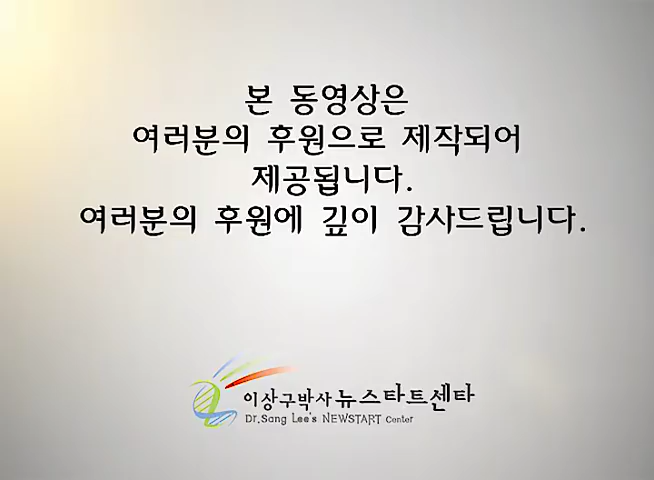 본 동영상은
여러분의 후원으로 제작되어
제공됩니다.
여러분의 후원에 깊이 감사드립니다.
이상구박사 뉴스타트센타
Dr.Sang Lee's NEWSTART Center